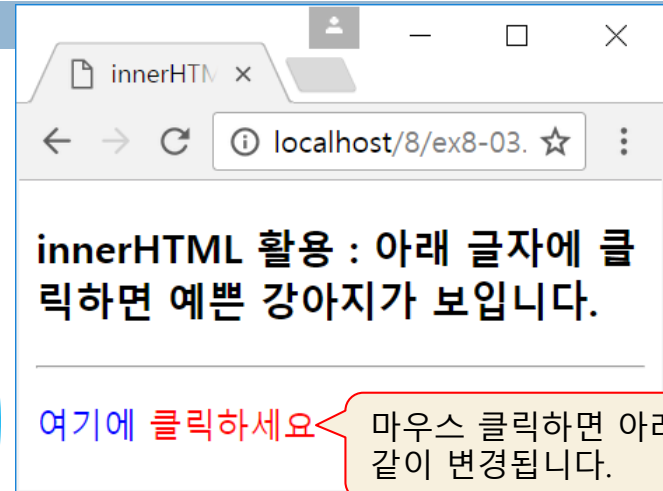 innerHTM
localhost/8/ex8-03.
innerHTML 활용 : 아래 글자에 클
릭하면 예쁜 강아지가 보입니다.
여기에 클릭하세요
마우스 클릭하면 아래
같이 변경됩니다.